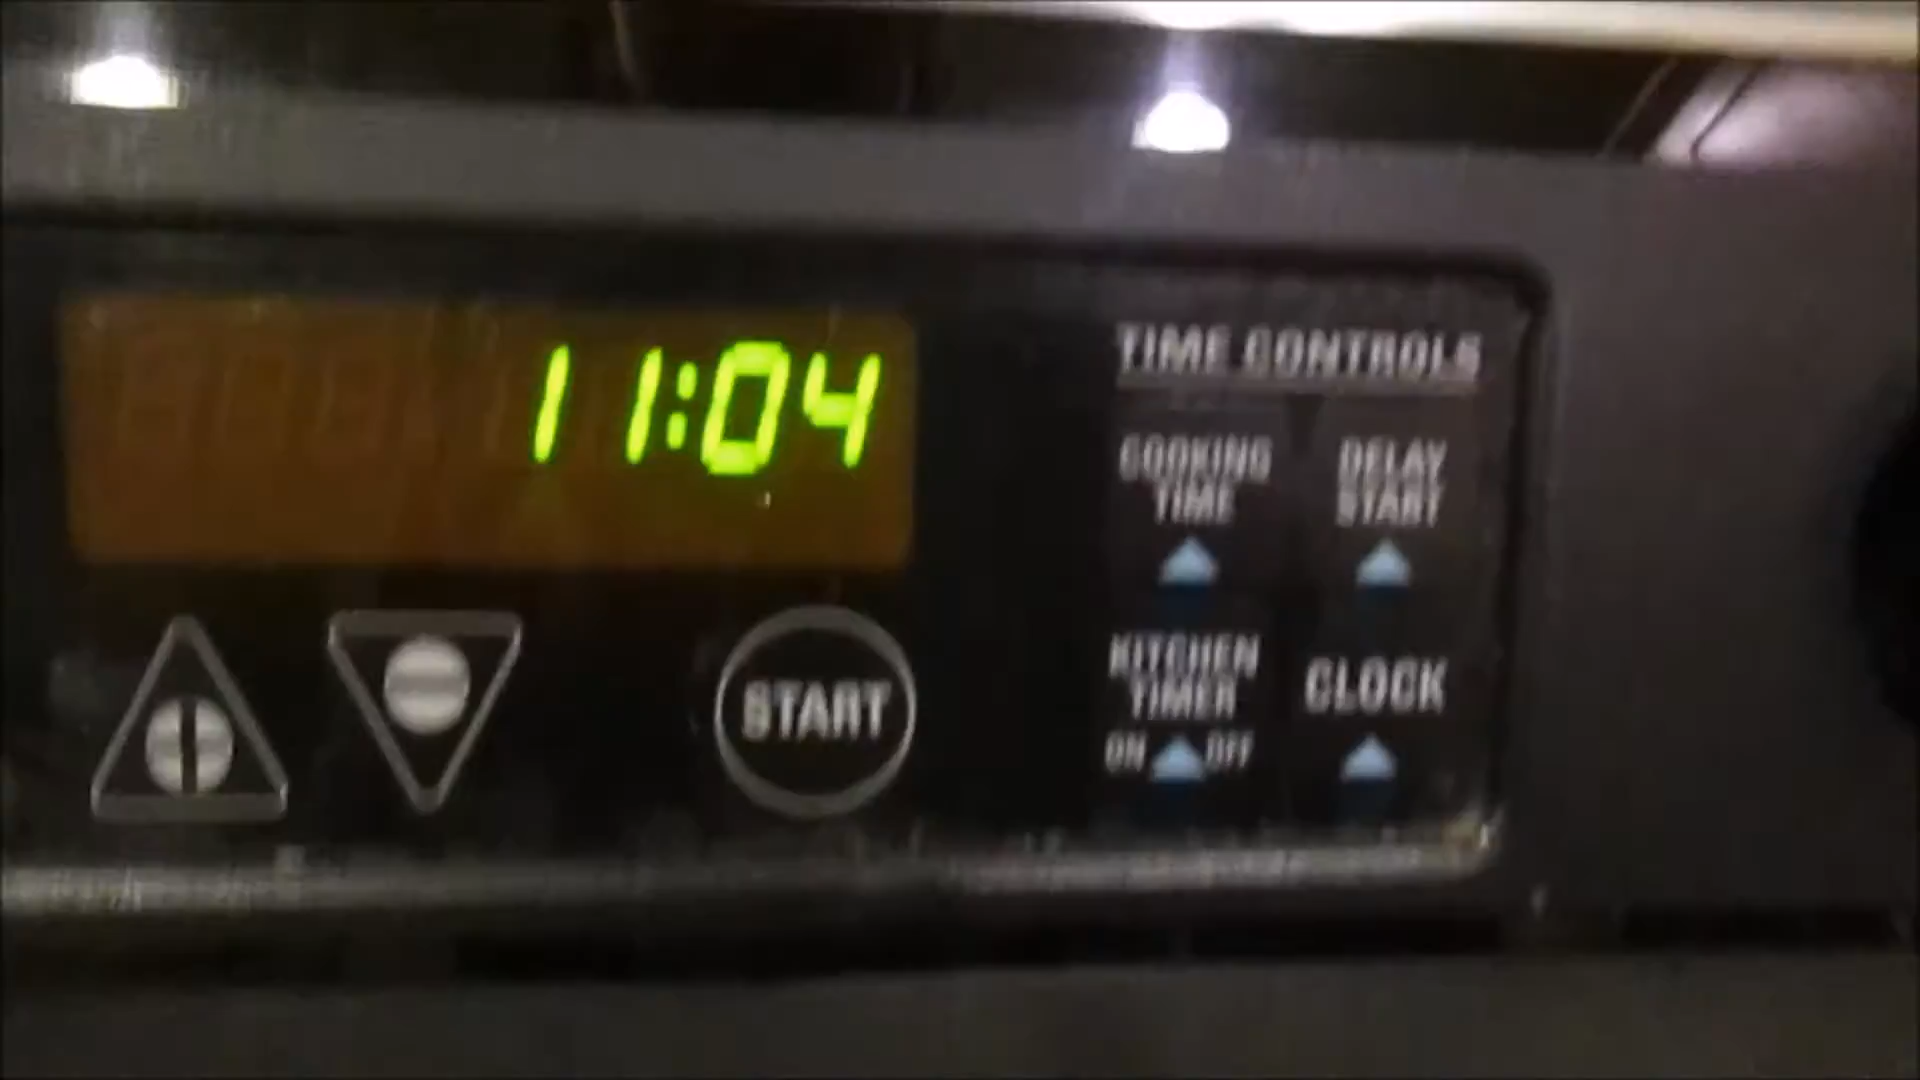 11:04
TIME CONTROLS
COOKING
TIME
DELAY
START
KITCHEN
TIMER
ON OFF
CLOCK
START